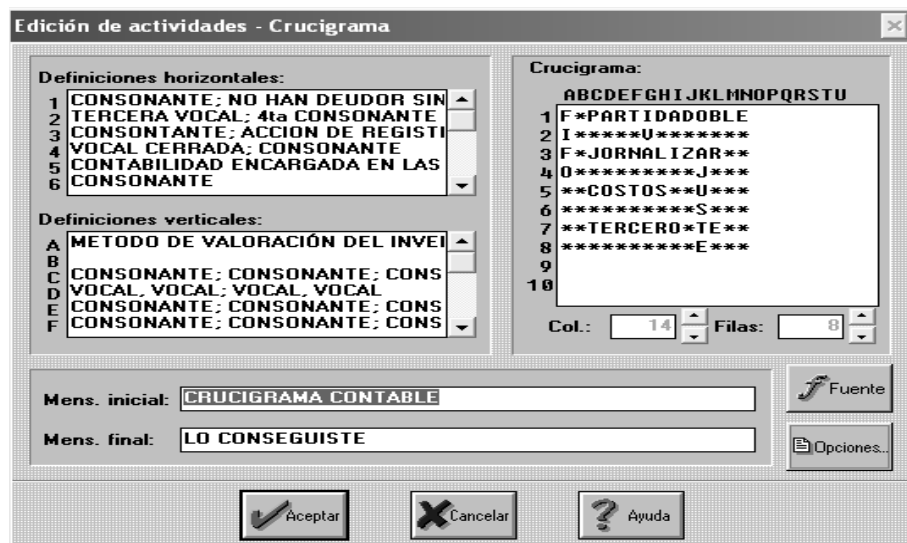 Edición de actividades - Crucigrama
Definiciones horizontales:
1 CONSONANTE; NO HAN DEUDOR SIN
2 TERCERA VOCAL; 4ta CONSONANTE
3 CONSONTANTE; ACCION DE REGISTI
4 VOCAL CERRADA; CONSONANTE
5 CONTABILIDAD ENCARGADA EN LAS
6 CONSONANTE
Definiciones verticales:
A METODO DE VALORACIÓN DEL INVEI
B
C CONSONANTE; CONSONANTE; CONS
D VOCAL, VOCAL; VOCAL, VOCAL
E CONSONANTE; CONSONANTE; CONS
F CONSONANTE; CONSONANTE; CONS
Crucigrama:
ABCDEFGHIJKLMNOPQRSTU
1 F*PARTIDADOBLE
2 I*****V*******
3 F*JORNALIZAR**
4 O*********J***
5 **COSTOS**U***
6 **********S***
7 **TERCERO*TE**
8 **********E***
9
10
Col.: 14 Filas: 8
Mens. inicial: CRUCIGRAMA CONTABLE
Mens. final: LO CONSEGUISTE
Fuente
Opciones...
Aceptar
Cancelar
Ayuda